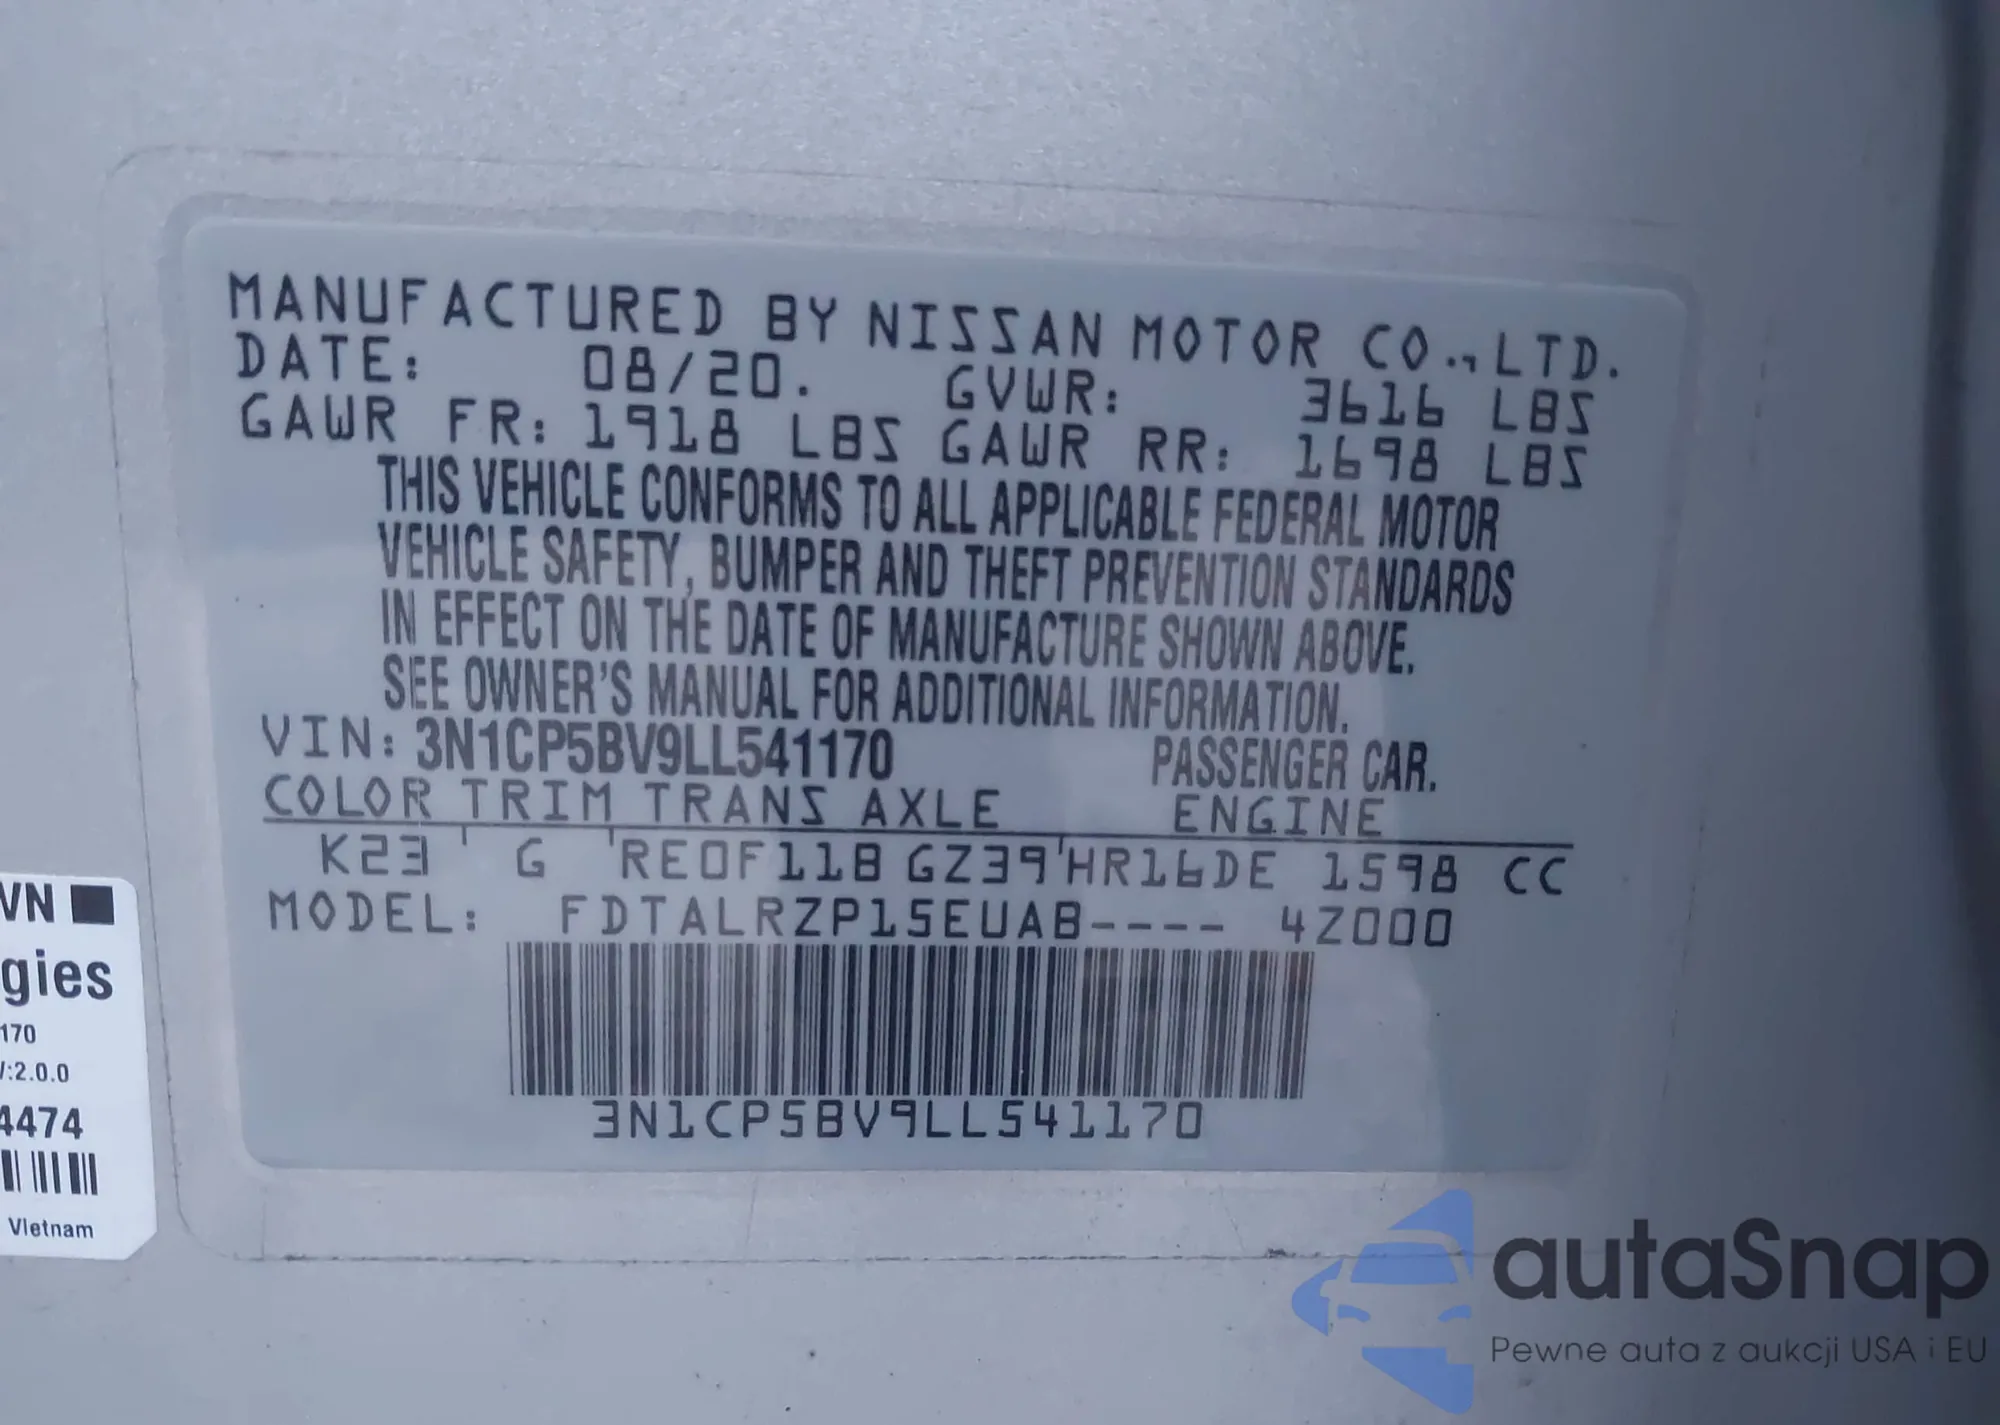 MANUFACTURED BY NISSAN MOTOR CO., LTD.
DATE: 08/20. GVWR: 3616 LBS
GAWR FR: 1918 LBS GAWR RR: 1698 LBS
THIS VEHICLE CONFORMS TO ALL APPLICABLE FEDERAL MOTOR
VEHICLE SAFETY, BUMPER AND THEFT PREVENTION STANDARDS
IN EFFECT ON THE DATE OF MANUFACTURE SHOWN ABOVE.
SEE OWNER'S MANUAL FOR ADDITIONAL INFORMATION.
VIN: 3N1CP5BV9LL541170 PASSENGER CAR.
COLOR TRIM TRANS AXLE ENGINE
K23 ' G 'RE0F11B GZ39'HR16DE 1598 CC
MODEL: FDTALRZP15EUAB---- 4Z000
3N1CP5BV9LL541170
VN
gies
170
/:2.0.0
4474
Vietnam
autaSnap
Pewne auta z aukcji USA i EU